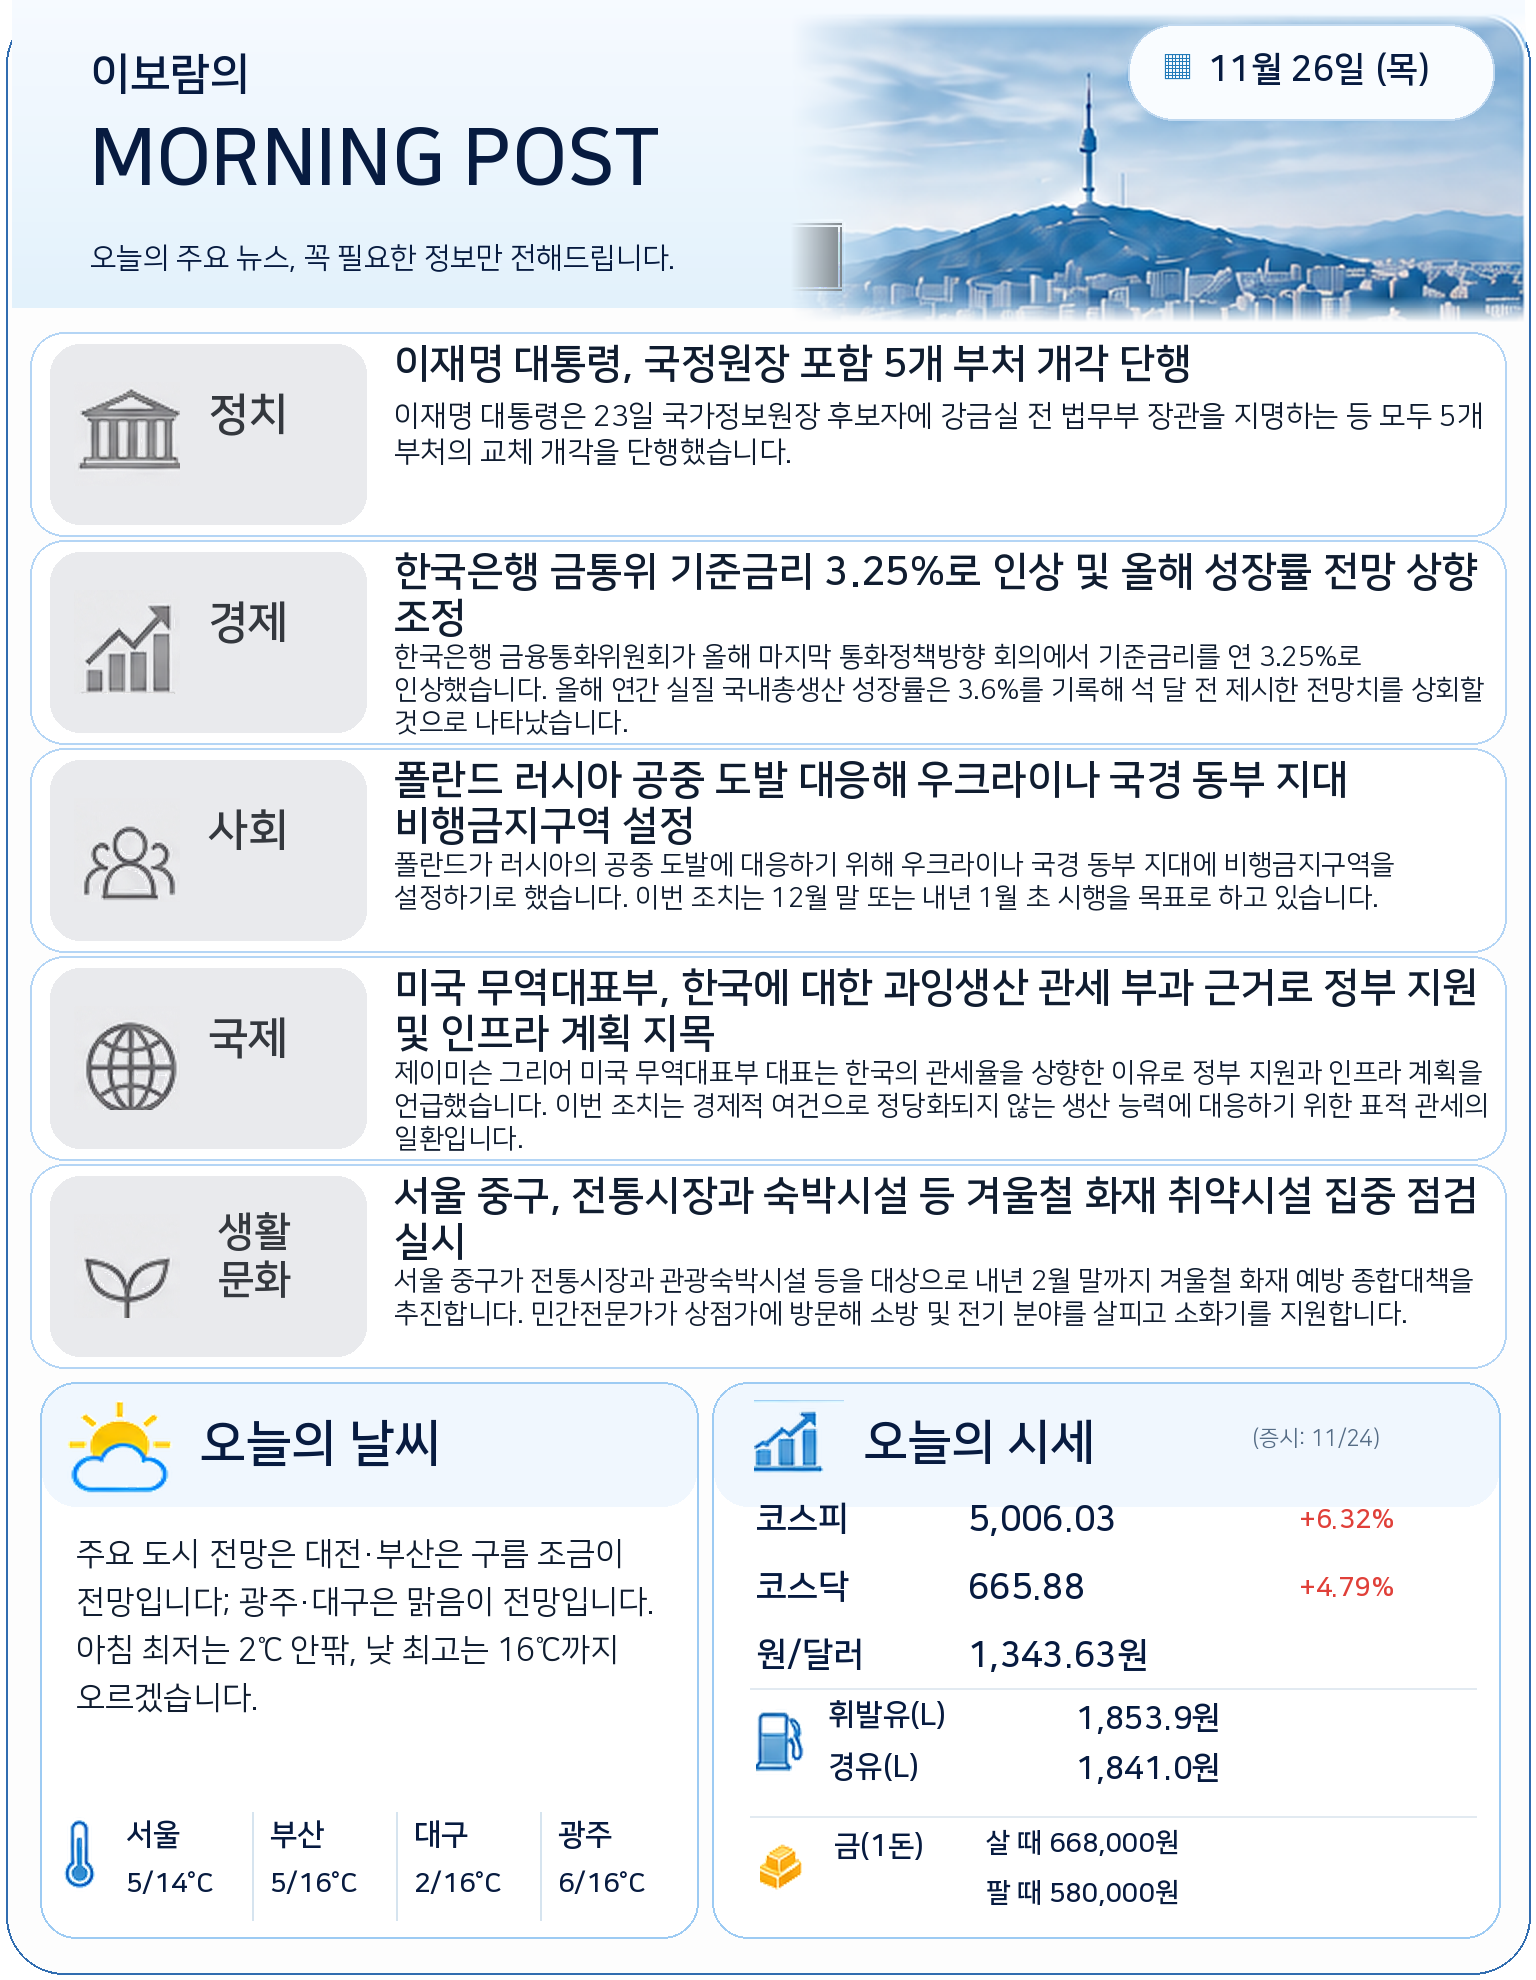 이보람의
MORNING POST
오늘의 주요 뉴스, 꼭 필요한 정보만 전해드립니다.
11월 26일 (목)
정치
이재명 대통령, 국정원장 포함 5개 부처 개각 단행
이재명 대통령은 23일 국가정보원장 후보자에 강금실 전 법무부 장관을 지명하는 등 모두 5개
부처의 교체 개각을 단행했습니다.
경제
한국은행 금통위 기준금리 3.25%로 인상 및 올해 성장률 전망 상향
조정
한국은행 금융통화위원회가 올해 마지막 통화정책방향 회의에서 기준금리를 연 3.25%로
인상했습니다. 올해 연간 실질 국내총생산 성장률은 3.6%를 기록해 석 달 전 제시한 전망치를 상회할
것으로 나타났습니다.
사회
폴란드 러시아 공중 도발 대응해 우크라이나 국경 동부 지대
비행금지구역 설정
폴란드가 러시아의 공중 도발에 대응하기 위해 우크라이나 국경 동부 지대에 비행금지구역을
설정하기로 했습니다. 이번 조치는 12월 말 또는 내년 1월 초 시행을 목표로 하고 있습니다.
국제
미국 무역대표부, 한국에 대한 과잉생산 관세 부과 근거로 정부 지원
및 인프라 계획 지목
제이미슨 그리어 미국 무역대표부 대표는 한국의 관세율을 상향한 이유로 정부 지원과 인프라 계획을
언급했습니다. 이번 조치는 경제적 여건으로 정당화되지 않는 생산 능력에 대응하기 위한 표적 관세의
일환입니다.
생활
문화
서울 중구, 전통시장과 숙박시설 등 겨울철 화재 취약시설 집중 점검
실시
서울 중구가 전통시장과 관광숙박시설 등을 대상으로 내년 2월 말까지 겨울철 화재 예방 종합대책을
추진합니다. 민간전문가가 상점가에 방문해 소방 및 전기 분야를 살피고 소화기를 지원합니다.
오늘의 날씨
주요 도시 전망은 대전·부산은 구름 조금이
전망입니다; 광주·대구은 맑음이 전망입니다.
아침 최저는 2℃ 안팎, 낮 최고는 16℃까지
오르겠습니다.
서울 부산 대구 광주
5/14°C 5/16°C 2/16°C 6/16°C
오늘의 시세 (증시: 11/24)
코스피 5,006.03 +6.32%
코스닥 665.88 +4.79%
원/달러 1,343.63원
휘발유(L) 1,853.9원
경유(L) 1,841.0원
금(1돈) 살 때 668,000원
팔 때 580,000원